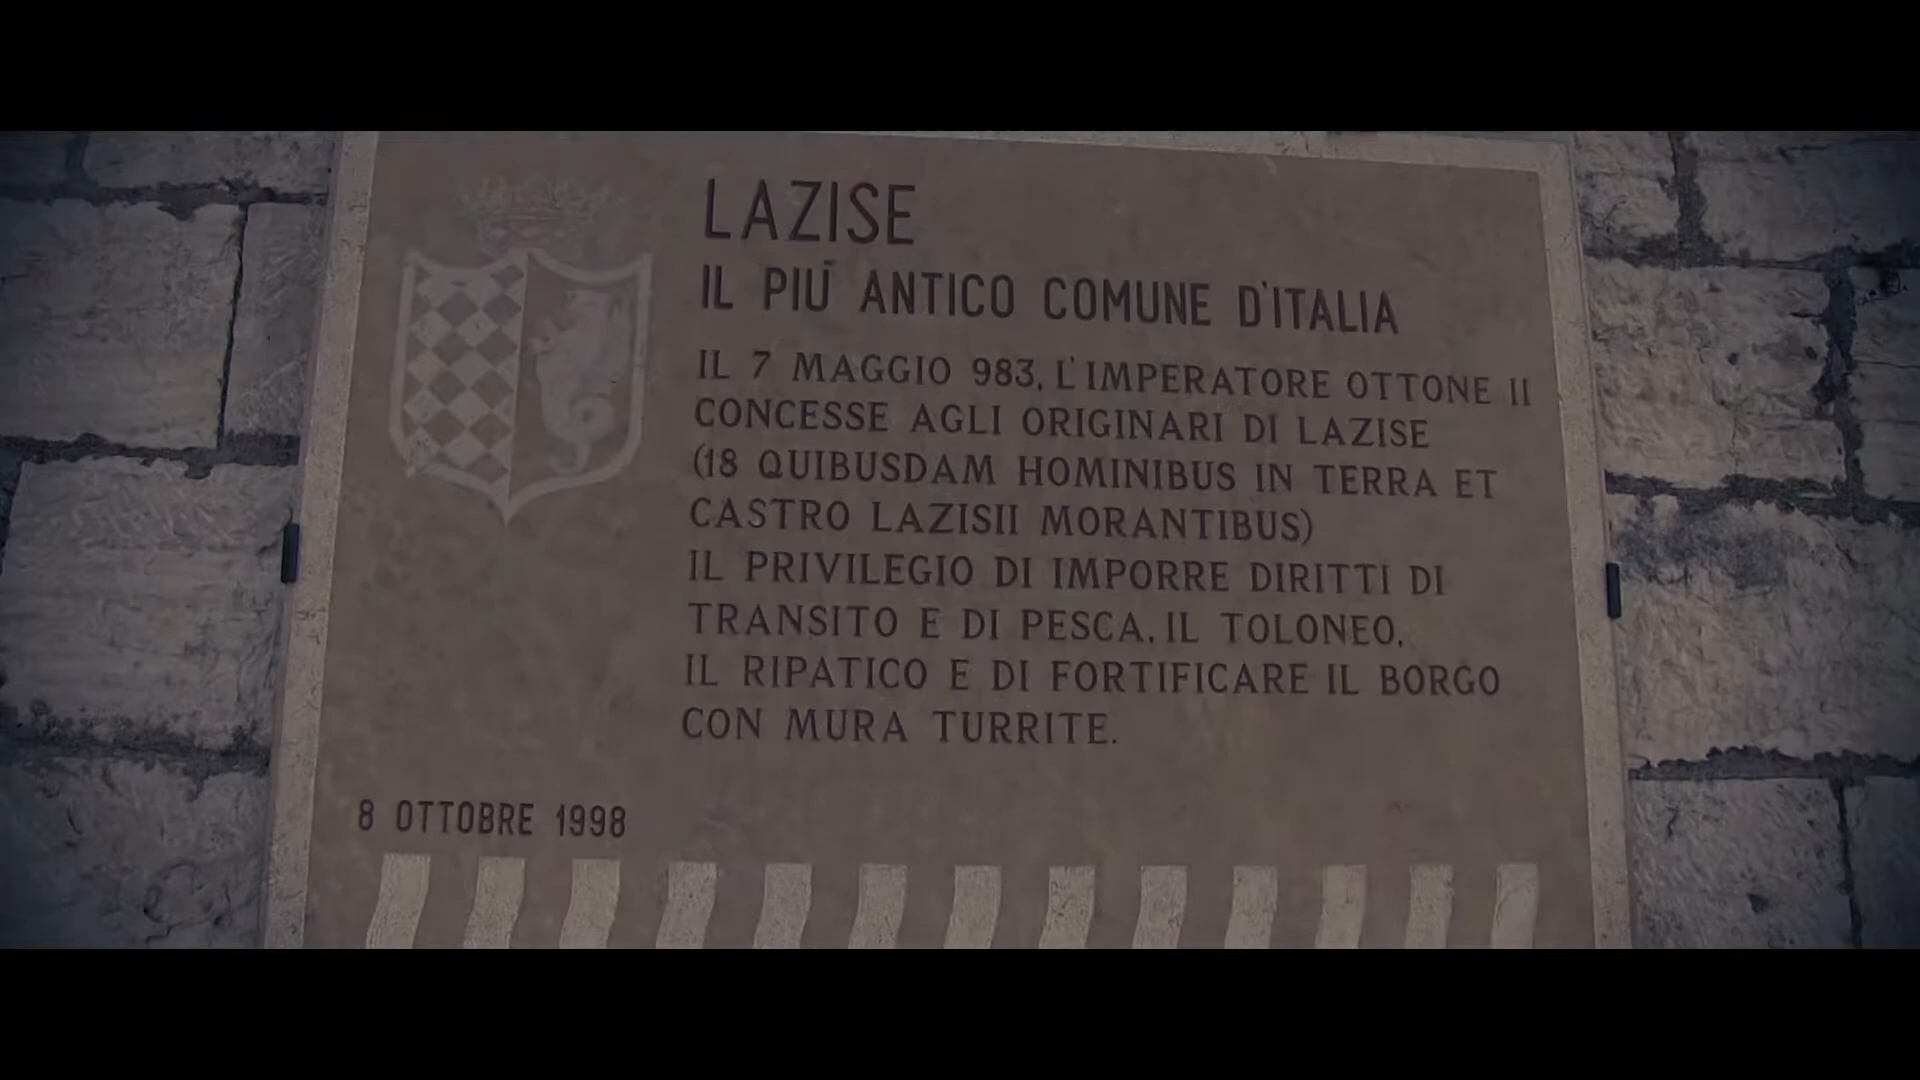 LAZISE
IL PIÚ ANTICO COMUNE D'ITALIA
IL 7 MAGGIO 983, L'IMPERATORE OTTONE II
CONCESSE AGLI ORIGINARI DI LAZISE
(18 QUIBUSDAM HOMINIBUS IN TERRA ET
CASTRO LAZISII MORANTIBUS)
IL PRIVILEGIO DI IMPORRE DIRITTI DI
TRANSITO E DI PESCA, IL TOLONEO,
IL RIPATICO E DI FORTIFICARE IL BORGO
CON MURA TURRITE.
8 OTTOBRE 1998